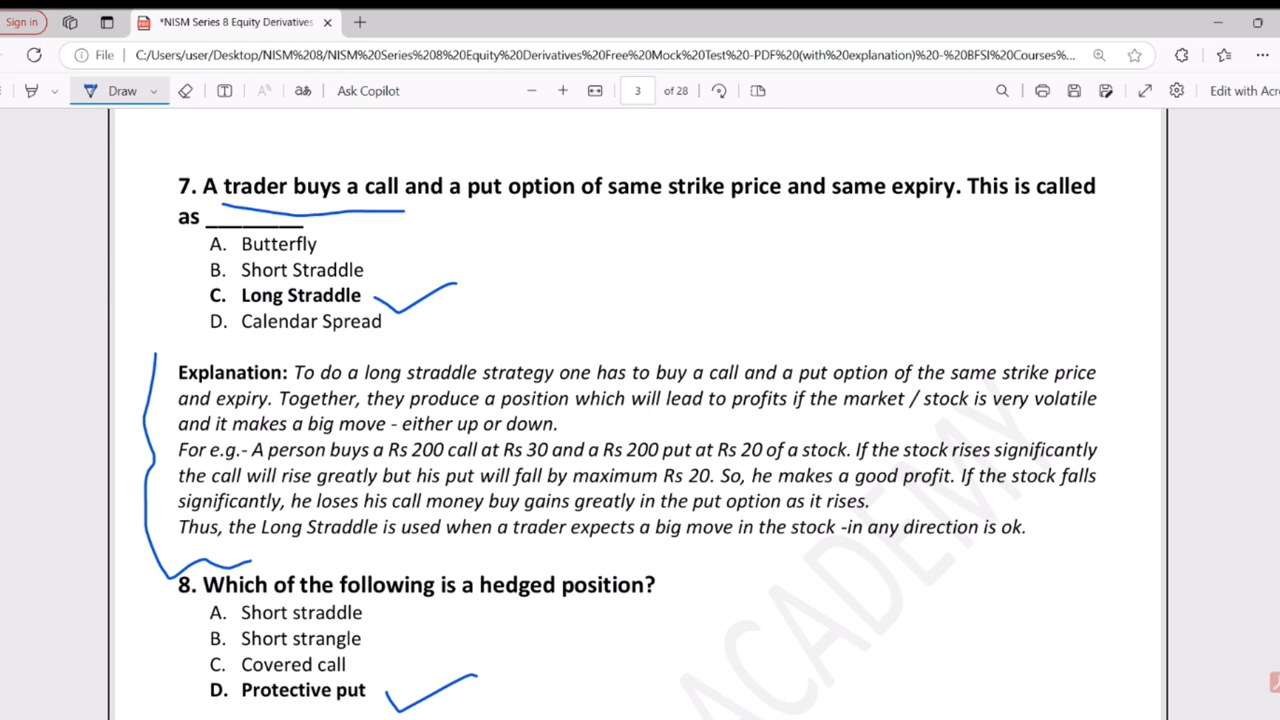 Sign in
*NISM Series 8 Equity Derivatives
File C:/Users/user/Desktop/NISM%208/NISM%20Series%208%20Equity%20Derivatives%20Free%20Mock%20Test%20-PDF%20(with%20explanation)%20-%20BFSI%20Courses%...
Draw Ask Copilot 3 of 28 Edit with Acro
7. A trader buys a call and a put option of same strike price and same expiry. This is called
as ________
A. Butterfly
B. Short Straddle
C. Long Straddle
D. Calendar Spread
Explanation: To do a long straddle strategy one has to buy a call and a put option of the same strike price
and expiry. Together, they produce a position which will lead to profits if the market / stock is very volatile
and it makes a big move - either up or down.
For e.g.- A person buys a Rs 200 call at Rs 30 and a Rs 200 put at Rs 20 of a stock. If the stock rises significantly
the call will rise greatly but his put will fall by maximum Rs 20. So, he makes a good profit. If the stock falls
significantly, he loses his call money buy gains greatly in the put option as it rises.
Thus, the Long Straddle is used when a trader expects a big move in the stock -in any direction is ok.
8. Which of the following is a hedged position?
A. Short straddle
B. Short strangle
C. Covered call
D. Protective put
ACADEMY